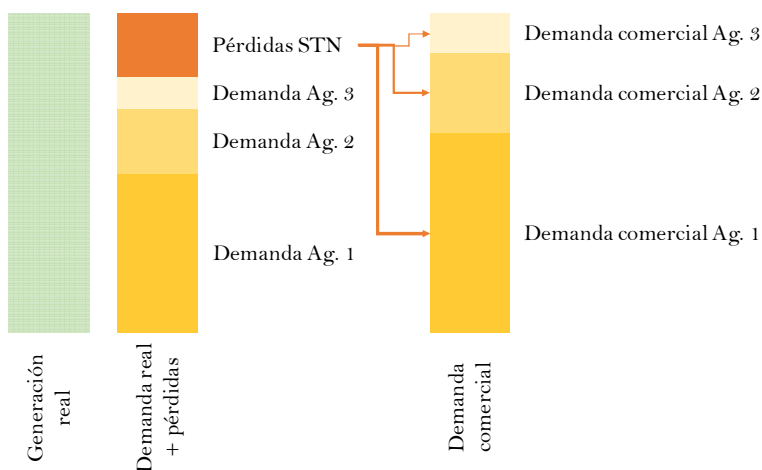 Pérdidas STN
Demanda Ag. 3
Demanda Ag. 2
Demanda Ag. 1
Demanda comercial Ag. 3
Demanda comercial Ag. 2
Demanda comercial Ag. 1
Generación
real
Demanda real
+ pérdidas
Demanda
comercial